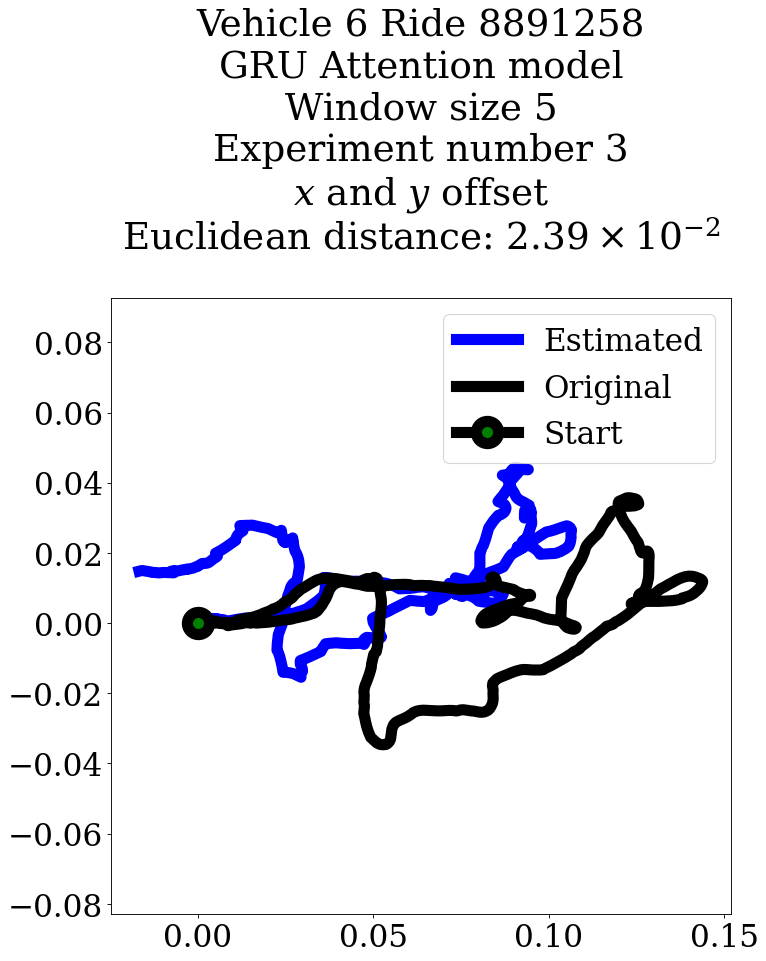 Vehicle 6 Ride 8891258
GRU Attention model
Window size 5
Experiment number 3
x and y offset
Euclidean distance: 2.39 × 10⁻²
Estimated
Original
Start
0.08
0.06
0.04
0.02
0.00
−0.02
−0.04
−0.06
−0.08
0.00 0.05 0.10 0.15